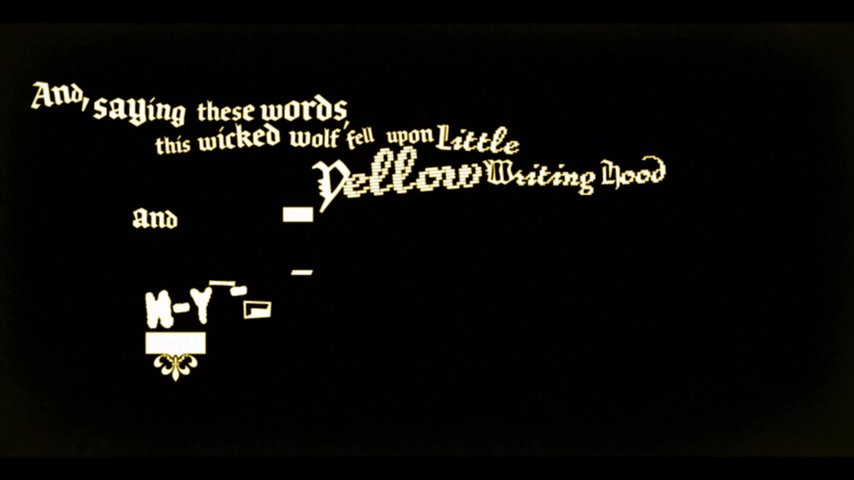 And, saying these words,
this wicked wolf fell upon Little
Yellow Writing Hood
and